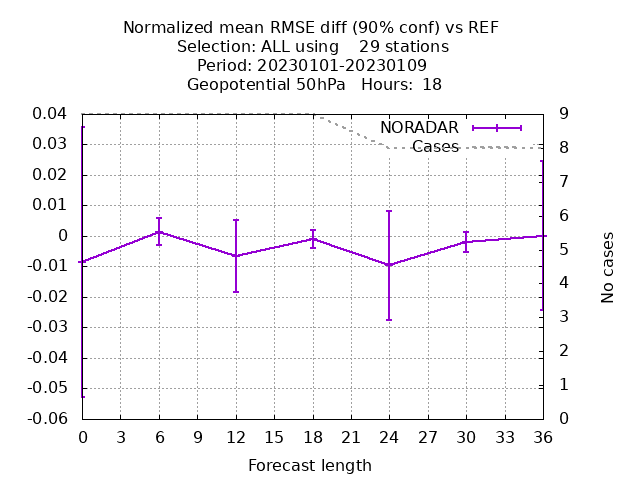 Normalized mean RMSE diff (90% conf) vs REF
Selection: ALL using    29 stations
Period: 20230101-20230109
Geopotential 50hPa   Hours:  18
0.04
0.03
0.02
0.01
0
-0.01
-0.02
-0.03
-0.04
-0.05
-0.06
NORADAR
Cases
9
8
7
6
5
4
3
2
1
0
No cases
0 3 6 9 12 15 18 21 24 27 30 33 36
Forecast length